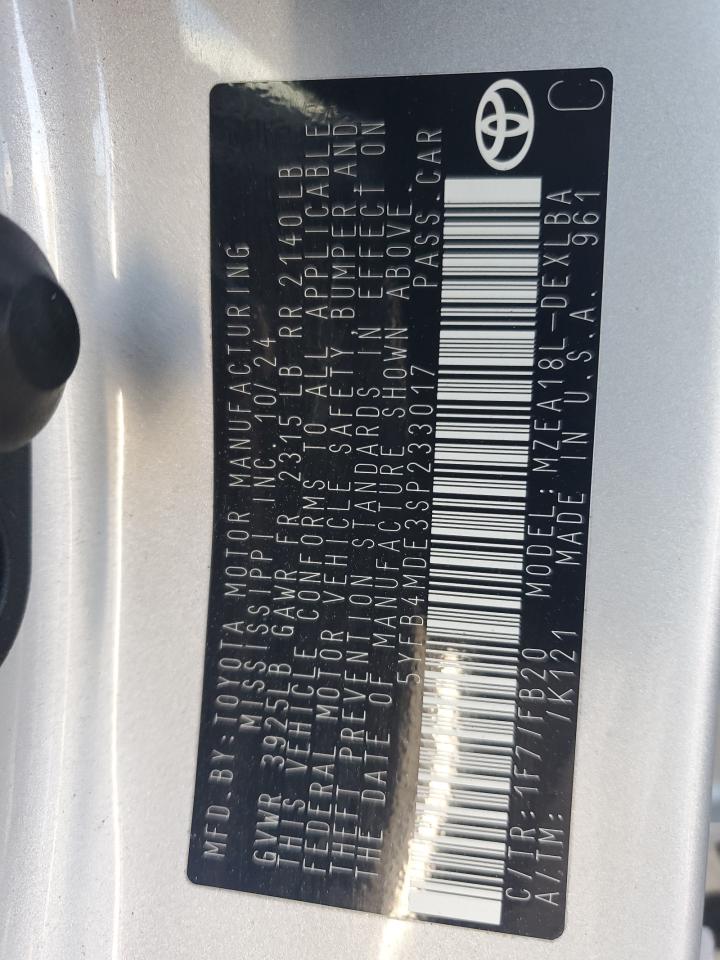 MFD.BY:TOYOTA MOTOR MANUFACTURING
MISSISSIPPI INC. 10/24
GVWR 3925LB GAWR FR 2315 LB RR 2140LB
THIS VEHICLE CONFORMS TO ALL APPLICABLE
FEDERAL MOTOR VEHICLE SAFETY, BUMPER, AND
THEFT PREVENTION STANDARDS IN EFFECT ON
THE DATE OF MANUFACTURE SHOWN ABOVE.
5YFB4MDE3SP233017 PASS.CAR
C/TR: 1F7/FB20 MODEL: MZEA18L-DEXLBA
A/TM: /K121 MADE IN U.S.A. 961
C